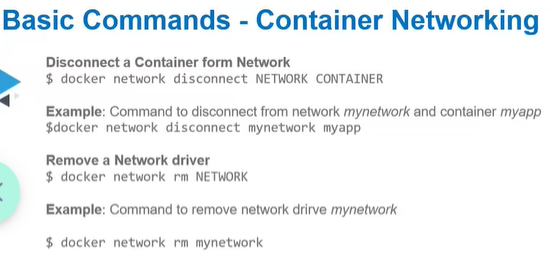 Basic Commands - Container Networking
Disconnect a Container form Network
$ docker network disconnect NETWORK CONTAINER
Example: Command to disconnect from network mynetwork and container myapp
$docker network disconnect mynetwork myapp
Remove a Network driver
$ docker network rm NETWORK
Example: Command to remove network drirve mynetwork
$ docker network rm mynetwork